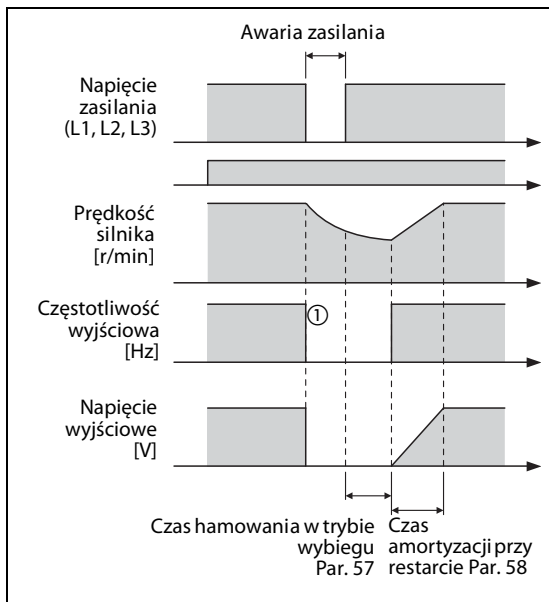 Awaria zasilania
Napięcie
zasilania
(L1, L2, L3)
Prędkość
silnika
[r/min]
Częstotliwość
wyjściowa
[Hz]
①
Napięcie
wyjściowe
[V]
Czas hamowania w trybie
wybiegu
Par. 57
Czas
amortyzacji przy
restarcie Par. 58